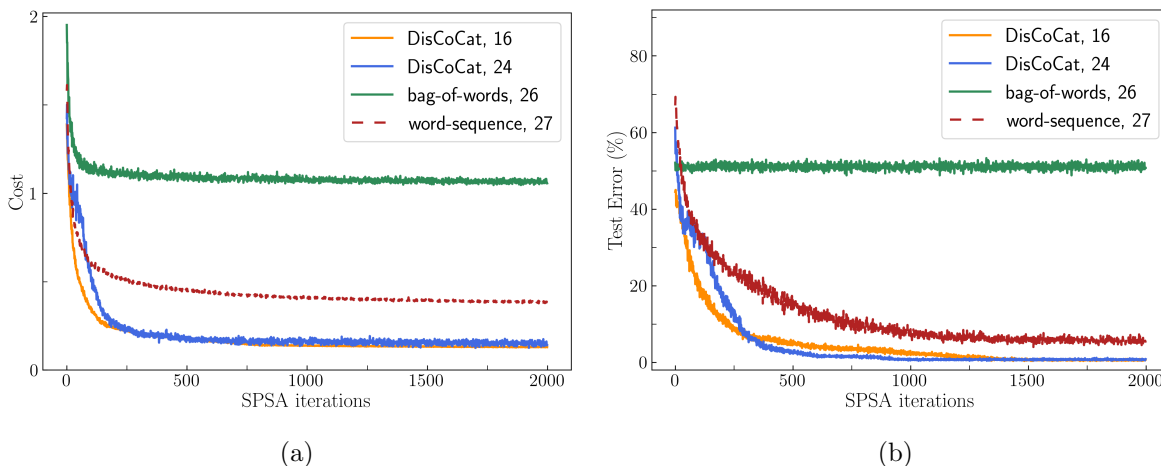 2
1
0
Cost
0
500
1000
1500
2000
SPSA iterations
DisCoCat, 16
DisCoCat, 24
bag-of-words, 26
word-sequence, 27
(a)
80
60
40
20
0
Test Error (%)
0
500
1000
1500
2000
SPSA iterations
DisCoCat, 16
DisCoCat, 24
bag-of-words, 26
word-sequence, 27
(b)